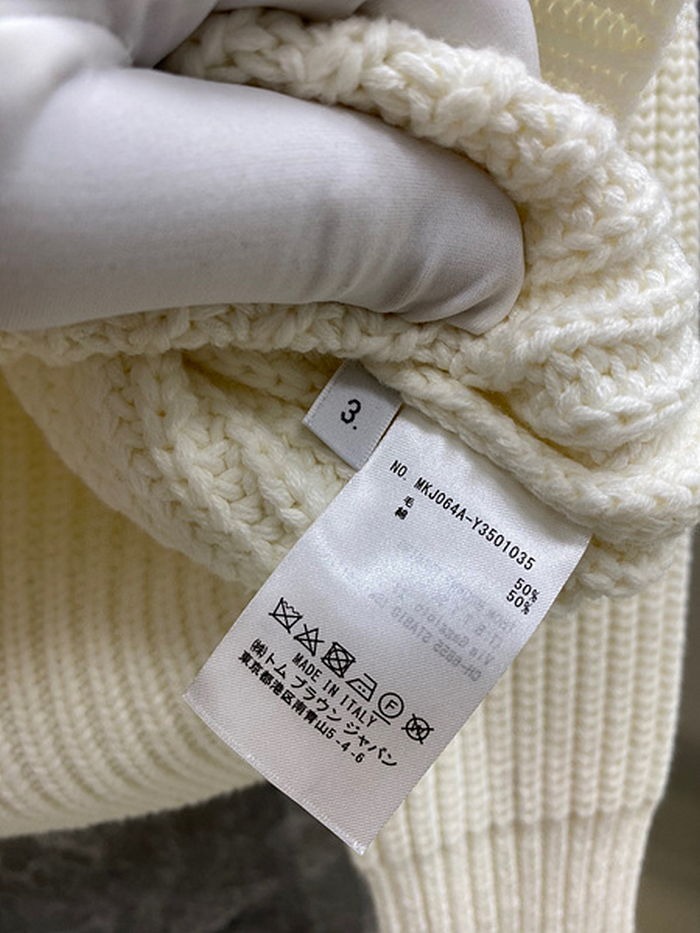 3.
NO. MKJ064A-Y3501035
毛 50%
綿 50%
MADE IN ITALY
㈱トム ブラウン ジャパン
東京都港区南青山5-4-6